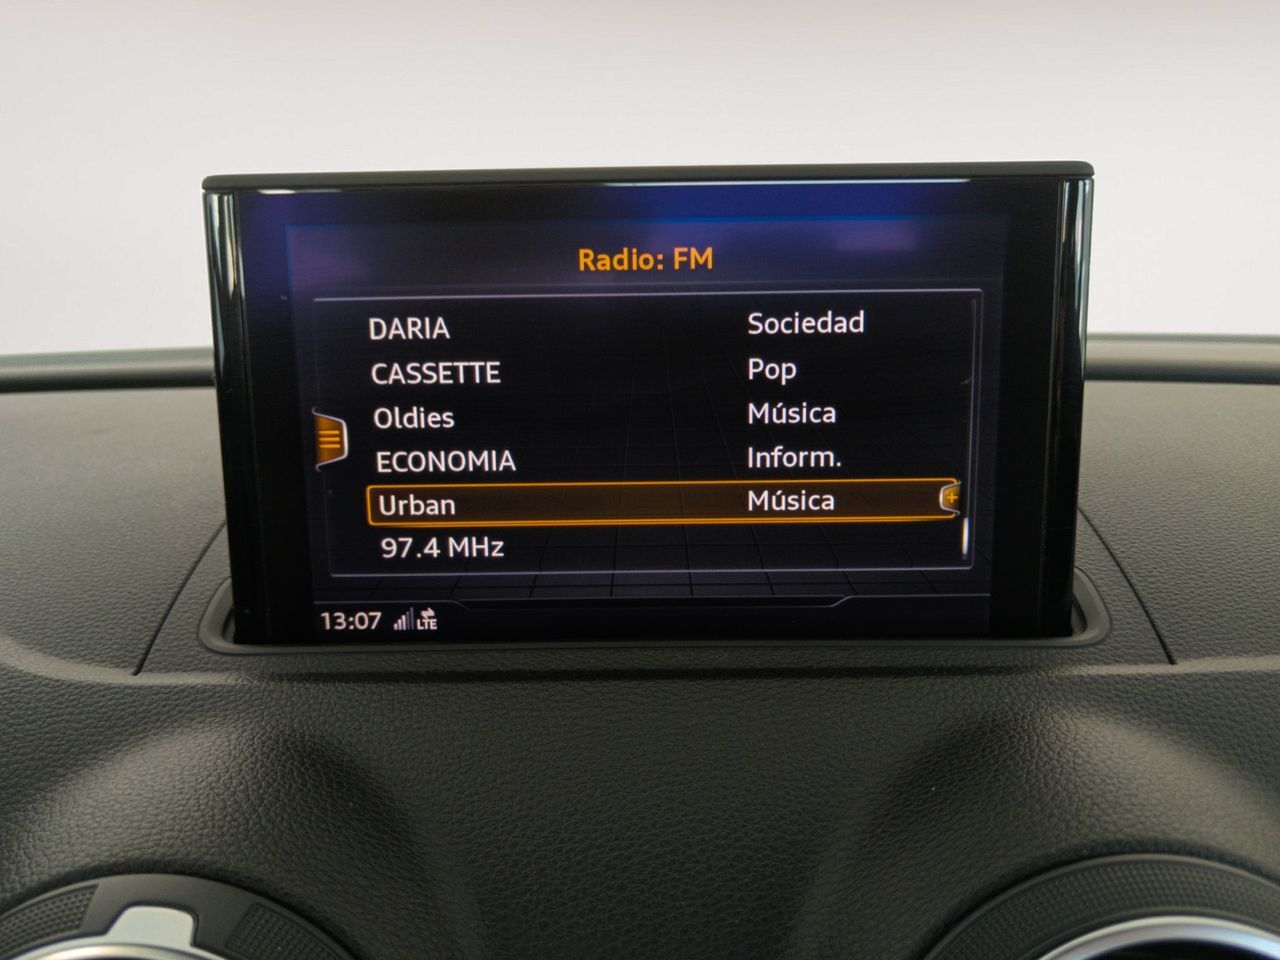 Radio: FM
DARIA Sociedad
CASSETTE Pop
Oldies Música
ECONOMIA Inform.
Urban Música
97.4 MHz
13:07 LTE